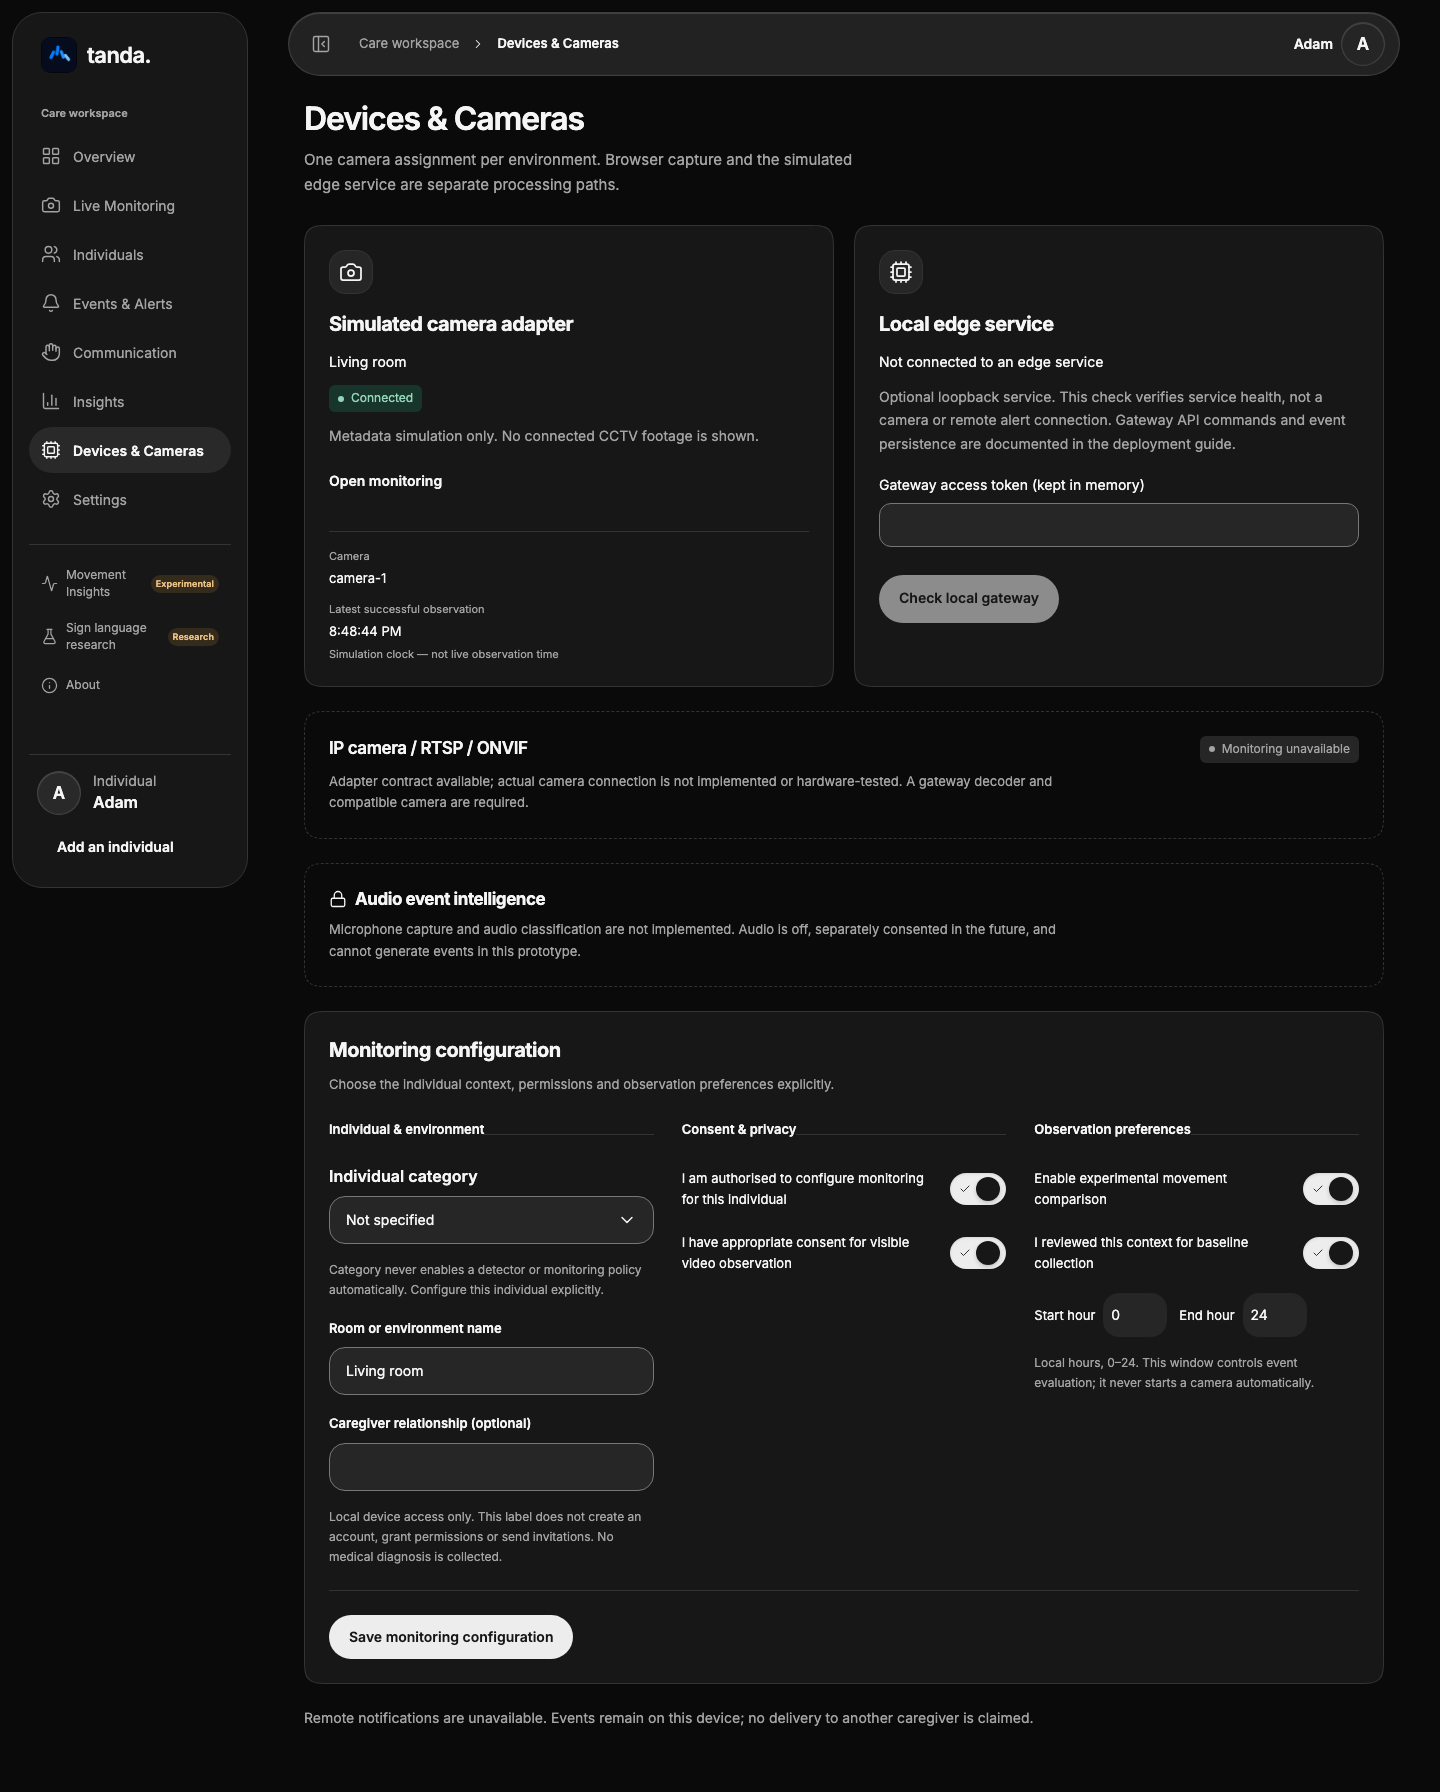 tanda.
Care workspace
Overview
Live Monitoring
Individuals
Events & Alerts
Communication
Insights
Devices & Cameras
Settings
Movement
Insights
Experimental
Sign language
research
Research
About
A
Individual
Adam
Add an individual
Care workspace > Devices & Cameras
Adam
A
Devices & Cameras
One camera assignment per environment. Browser capture and the simulated
edge service are separate processing paths.
Simulated camera adapter
Living room
Connected
Metadata simulation only. No connected CCTV footage is shown.
Open monitoring
Camera
camera-1
Latest successful observation
8:48:44 PM
Simulation clock — not live observation time
Local edge service
Not connected to an edge service
Optional loopback service. This check verifies service health, not a
camera or remote alert connection. Gateway API commands and event
persistence are documented in the deployment guide.
Gateway access token (kept in memory)
Check local gateway
IP camera / RTSP / ONVIF
Monitoring unavailable
Adapter contract available; actual camera connection is not implemented or hardware-tested. A gateway decoder and
compatible camera are required.
Audio event intelligence
Microphone capture and audio classification are not implemented. Audio is off, separately consented in the future, and
cannot generate events in this prototype.
Monitoring configuration
Choose the individual context, permissions and observation preferences explicitly.
Individual & environment
Individual category
Not specified
Category never enables a detector or monitoring policy
automatically. Configure this individual explicitly.
Room or environment name
Living room
Caregiver relationship (optional)
Local device access only. This label does not create an
account, grant permissions or send invitations. No
medical diagnosis is collected.
Consent & privacy
I am authorised to configure monitoring
for this individual
I have appropriate consent for visible
video observation
Observation preferences
Enable experimental movement
comparison
I reviewed this context for baseline
collection
Start hour 0 End hour 24
Local hours, 0–24. This window controls event
evaluation; it never starts a camera automatically.
Save monitoring configuration
Remote notifications are unavailable. Events remain on this device; no delivery to another caregiver is claimed.